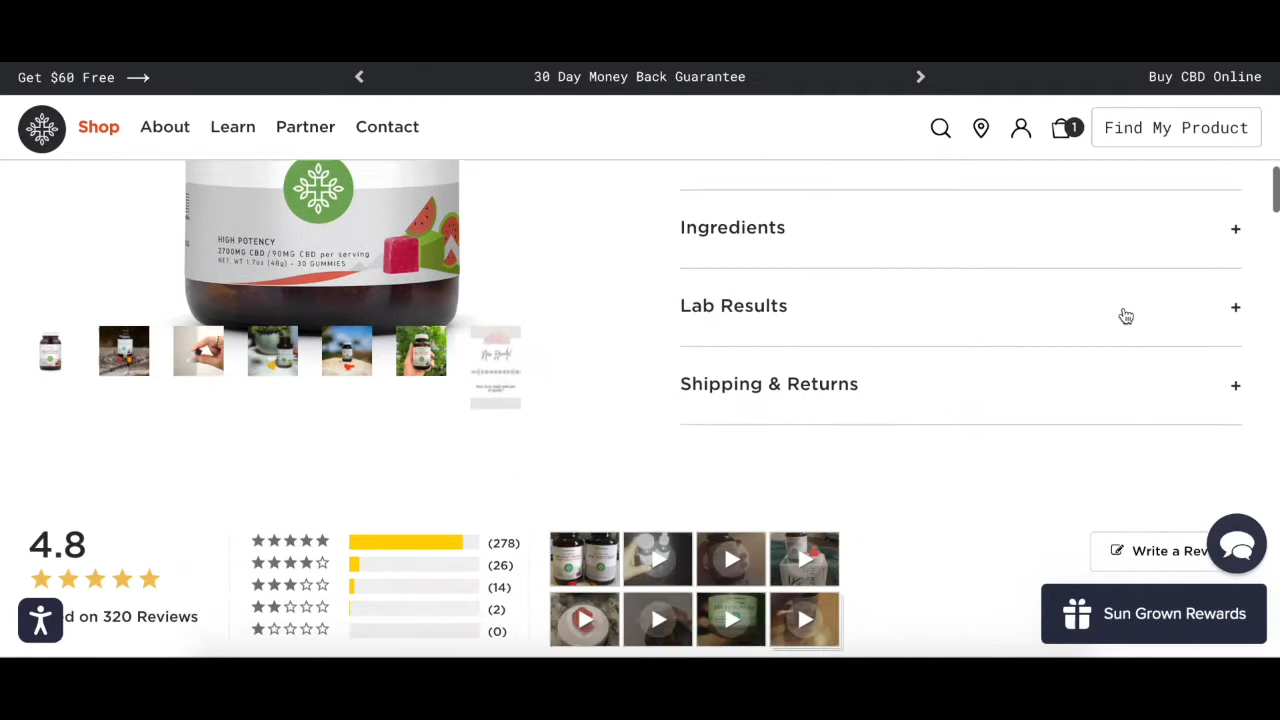 Get $60 Free
30 Day Money Back Guarantee
Buy CBD Online
Shop
About
Learn
Partner
Contact
1
Find My Product
HIGH POTENCY
2700MG CBD / 90MG CBD per serving
NET. WT 1.7oz (48g) - 30 GUMMIES
Ingredients
+
Lab Results
+
Shipping & Returns
+
4.8
(278)
(26)
(14)
(2)
(0)
d on 320 Reviews
Write a Rev
Sun Grown Rewards